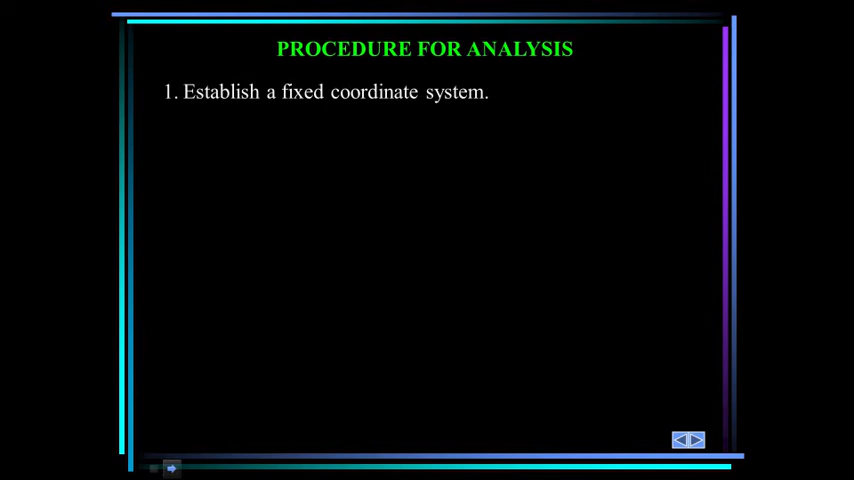 PROCEDURE FOR ANALYSIS
1. Establish a fixed coordinate system.